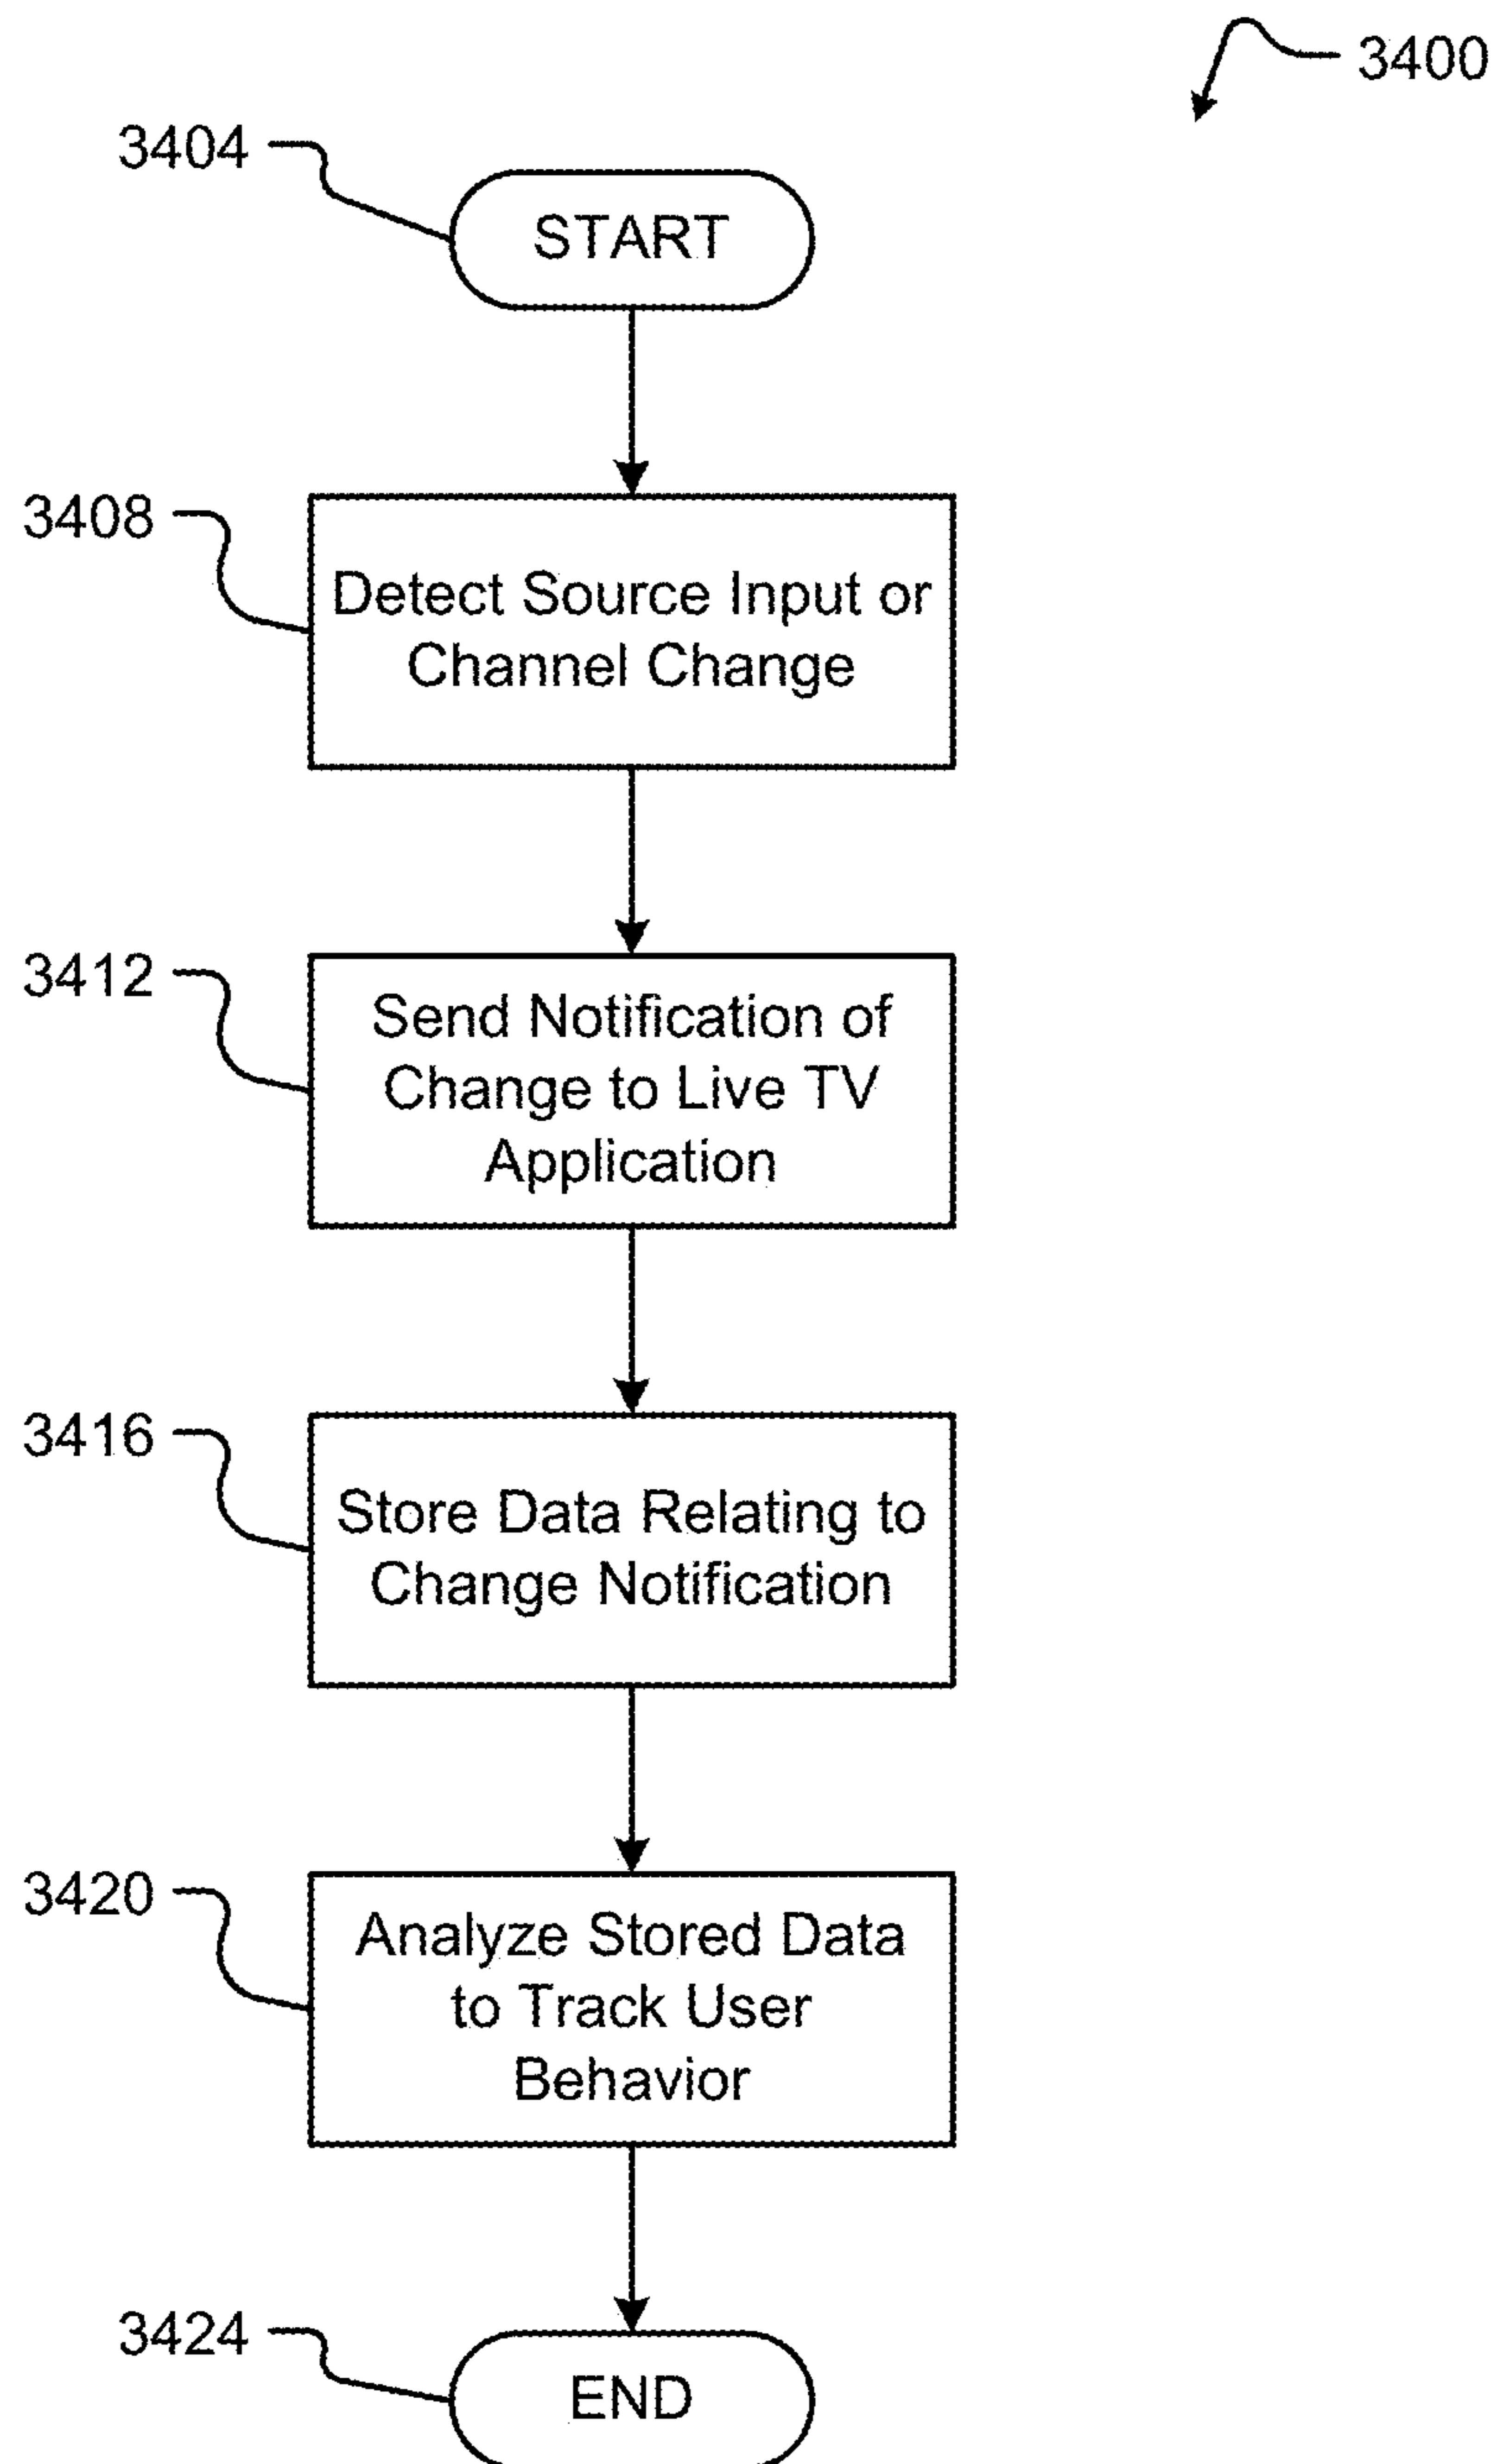 3400
3404
START
3408
Detect Source Input or
Channel Change
3412
Send Notification of
Change to Live TV
Application
3416
Store Data Relating to
Change Notification
3420
Analyze Stored Data
to Track User
Behavior
3424
END